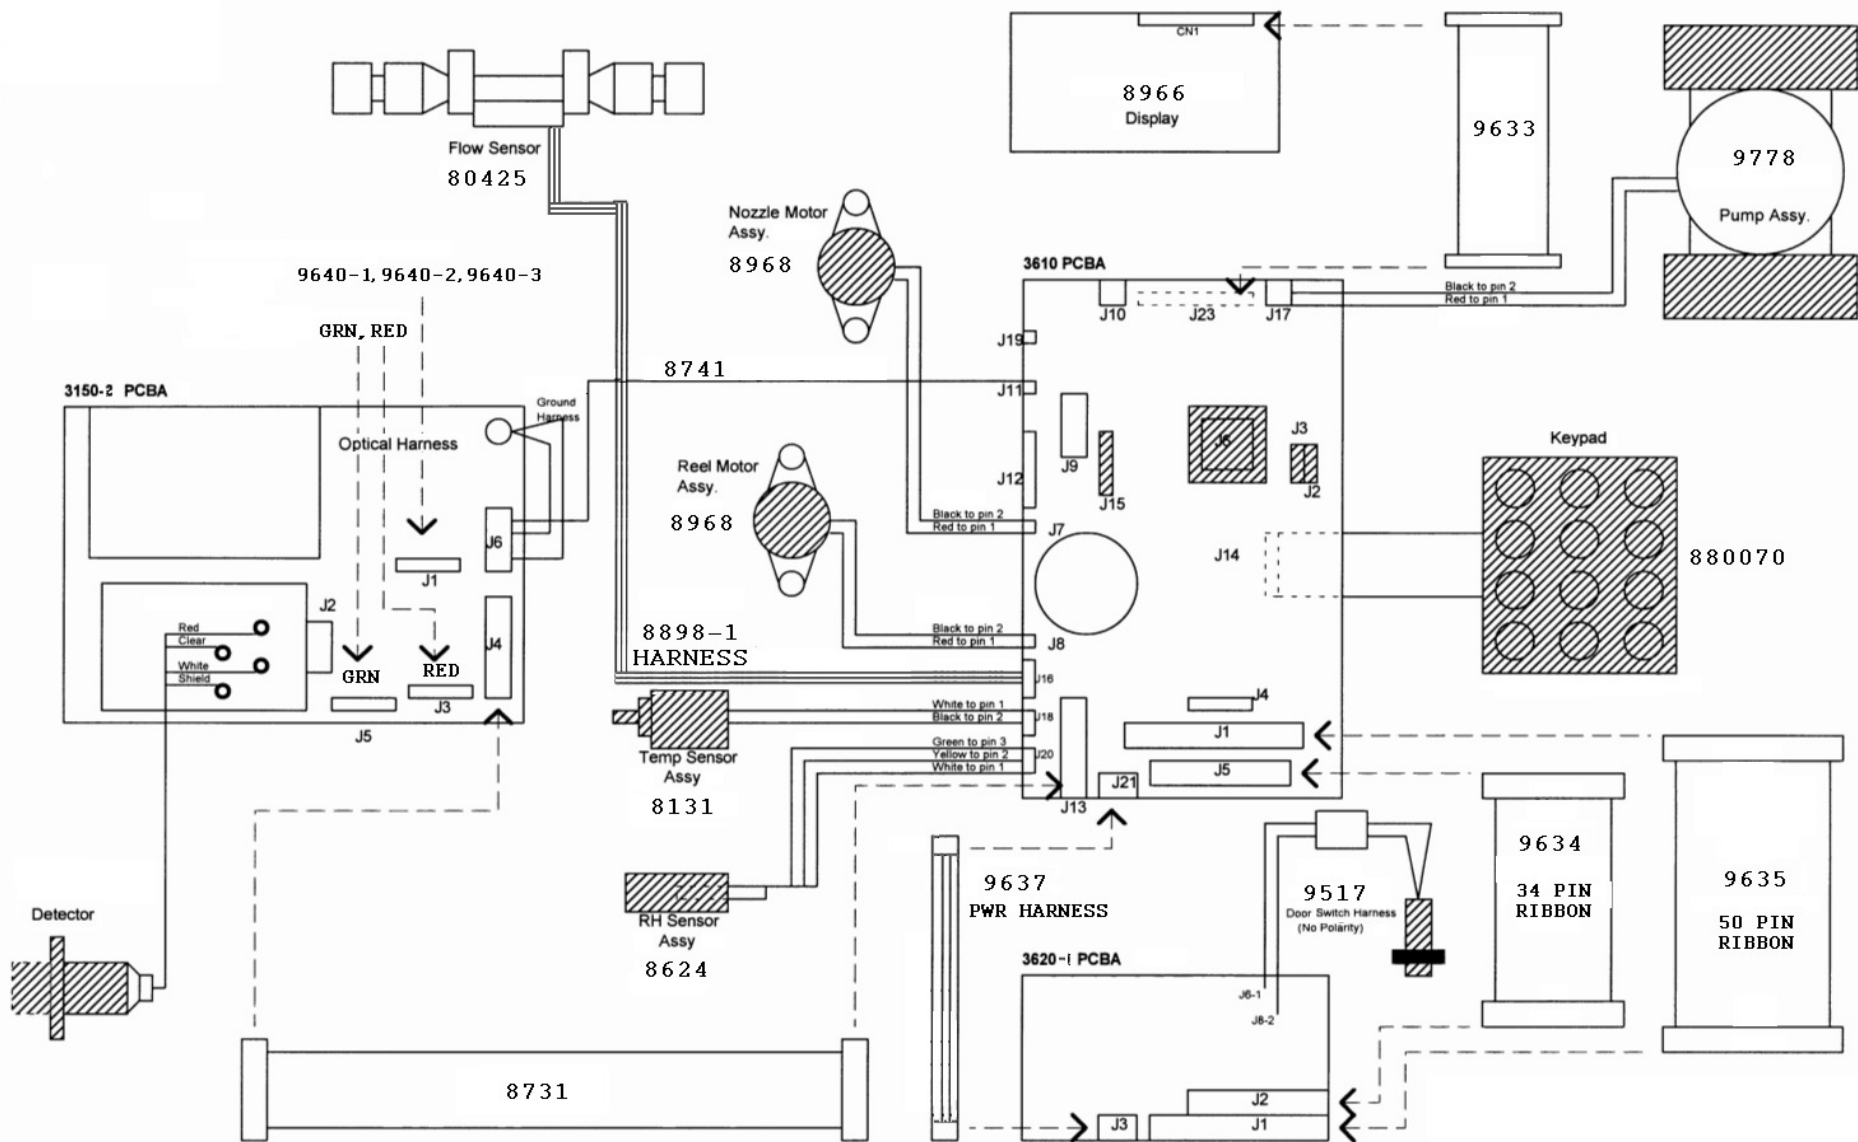 CN1
8966
Display
9633
9778
Pump Assy.
Flow Sensor
80425
Nozzle Motor
Assy.
8968
3610 PCBA
Black to pin 2
Red to pin 1
J10
J23
J17
9640-1, 9640-2, 9640-3
GRN, RED
J19
8741
J11
3150-2 PCBA
Ground
Harness
Optical Harness
J6
J3
J9
J12
J15
J2
Keypad
Reel Motor
Assy.
8968
Black to pin 2
Red to pin 1
J7
J6
J1
J14
880070
J2
Red
Clear
White
Shield
J4
GRN
RED
J3
J5
8898-1
HARNESS
Black to pin 2
Red to pin 1
J8
J16
White to pin 1
Black to pin 2
J18
J4
J1
Green to pin 3
Yellow to pin 2
White to pin 1
J20
Temp Sensor
Assy
8131
J5
J21
J13
9634
34 PIN
RIBBON
9635
50 PIN
RIBBON
9637
PWR HARNESS
9517
Door Switch Harness
(No Polarity)
Detector
RH Sensor
Assy
8624
3620-1 PCBA
J6-1
J8-2
8731
J2
J3
J1